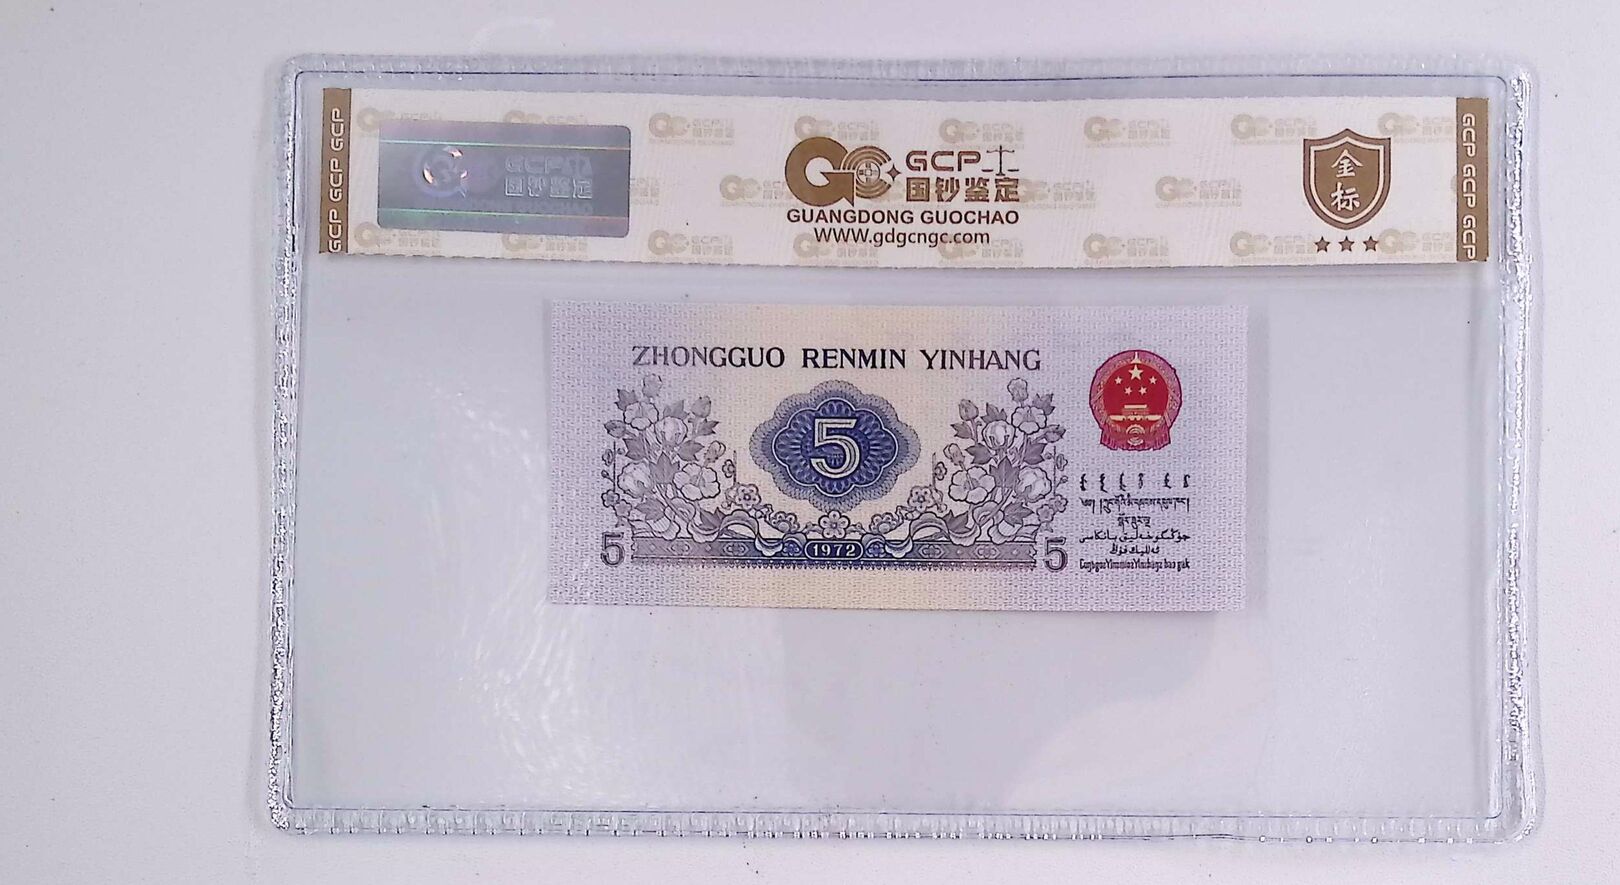 GCP GCP GCP
GCP
国钞鉴定
GCP
国钞鉴定
GUANGDONG GUOCHAO
WWW.gdgcngc.com
金
标
GCP GCP GCP
ZHONGGUO RENMIN YINHANG
5
1972
5
5